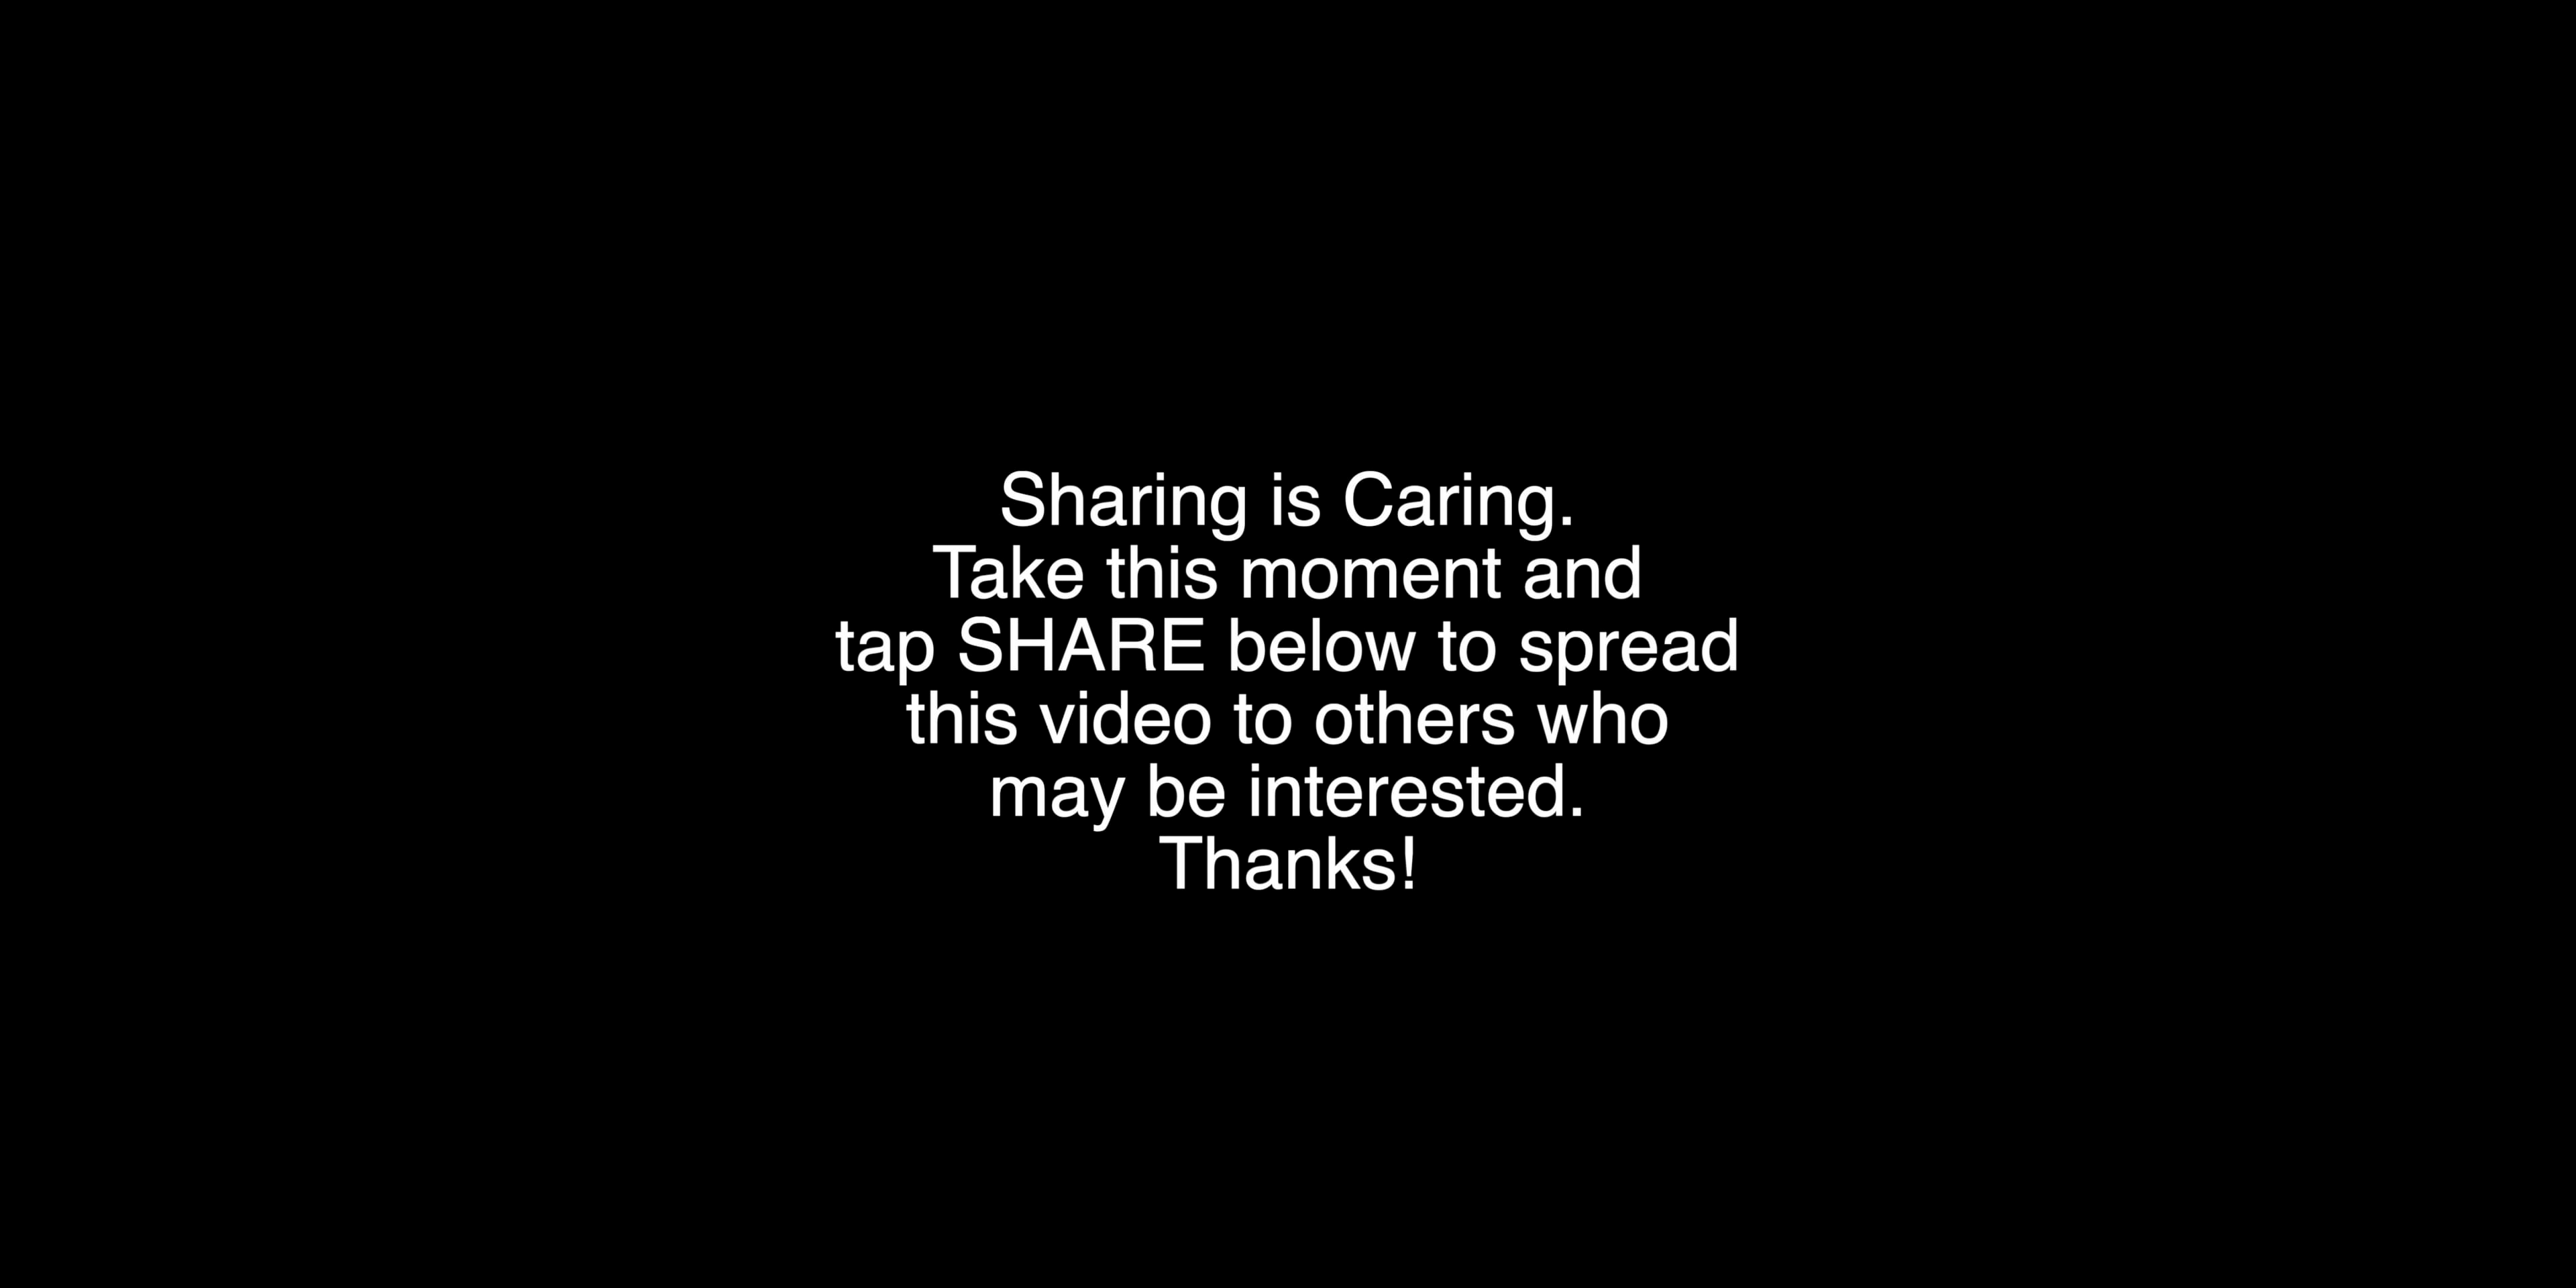 Sharing is Caring.
Take this moment and
tap SHARE below to spread
this video to others who
may be interested.
Thanks!